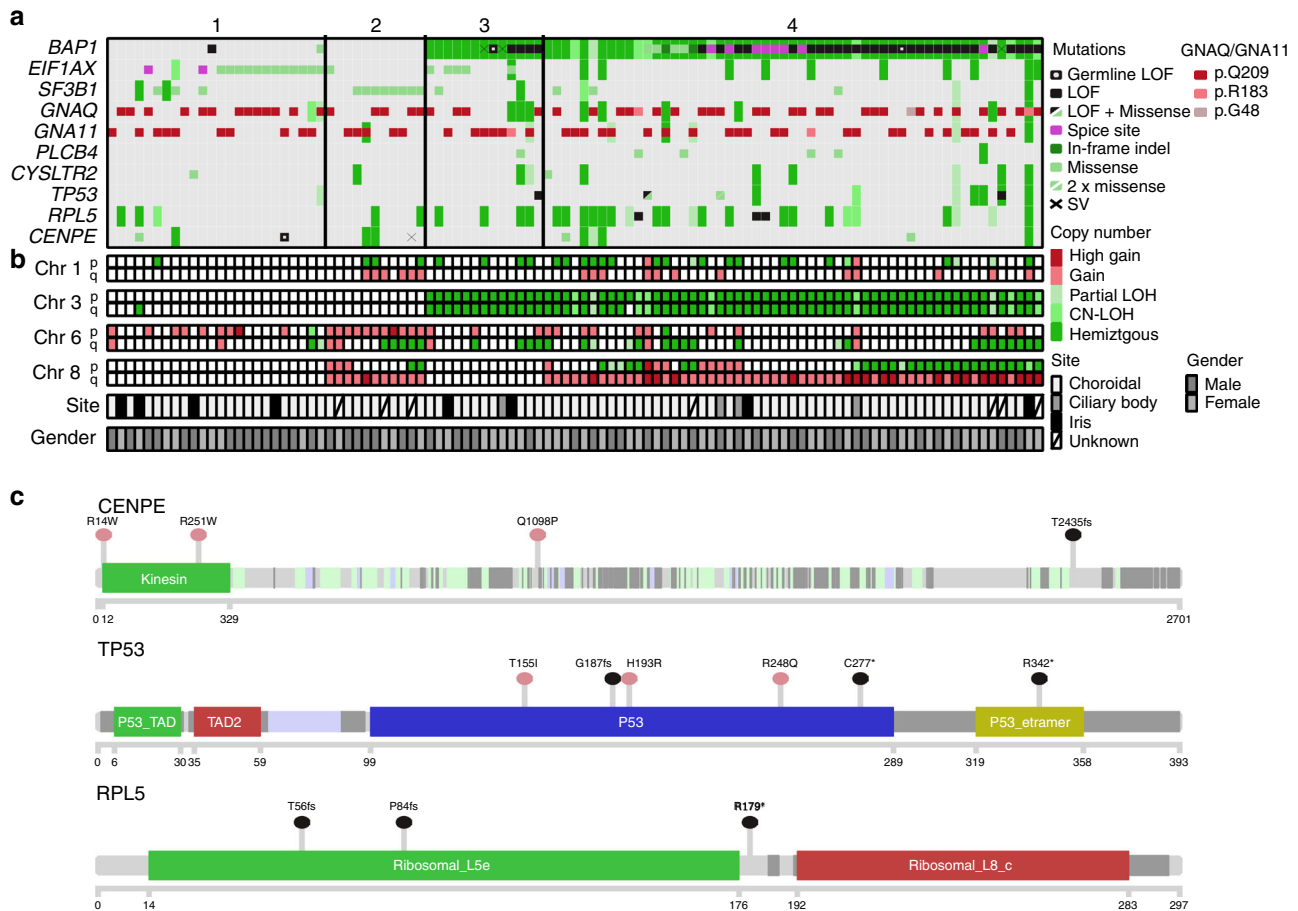 a
1 2 3 4
BAP1
EIF1AX
SF3B1
GNAQ
GNA11
PLCB4
CYSLTR2
TP53
RPL5
CENPE
Mutations
Germline LOF
LOF
LOF + Missense
Spice site
In-frame indel
Missense
2 x missense
SV
GNAQ/GNA11
p.Q209
p.R183
p.G48
Copy number
High gain
Gain
Partial LOH
CN-LOH
Hemiztgous
b
Chr 1 p
q
Chr 3 p
q
Chr 6 p
q
Chr 8 p
q
Site
Gender
Site
Choroidal
Ciliary body
Iris
Unknown
Gender
Male
Female
c
CENPE
R14W R251W Q1098P T2435fs
Kinesin
0 12 329 2701
TP53
T155I G187fs H193R R248Q C277* R342*
P53_TAD TAD2 P53 P53_etramer
0 6 30 35 59 99 289 319 358 393
RPL5
T56fs P84fs R179*
Ribosomal_L5e Ribosomal_L8_c
0 14 176 192 283 297